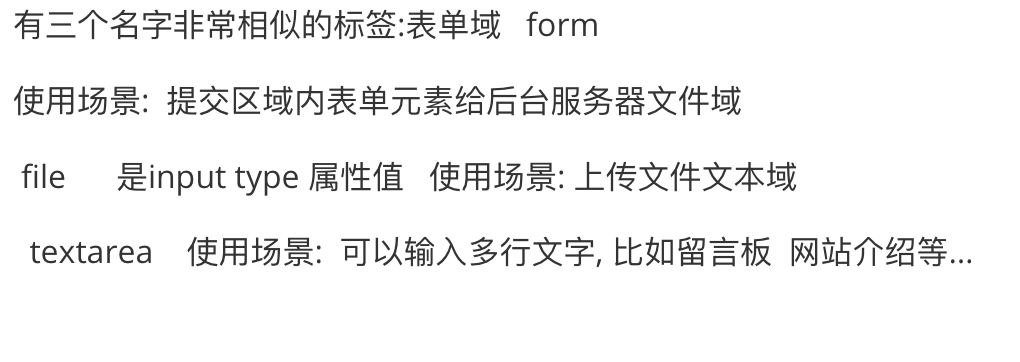 有三个名字非常相似的标签:表单域 form
使用场景: 提交区域内表单元素给后台服务器文件域
file 是input type 属性值 使用场景: 上传文件文本域
textarea 使用场景: 可以输入多行文字, 比如留言板 网站介绍等...